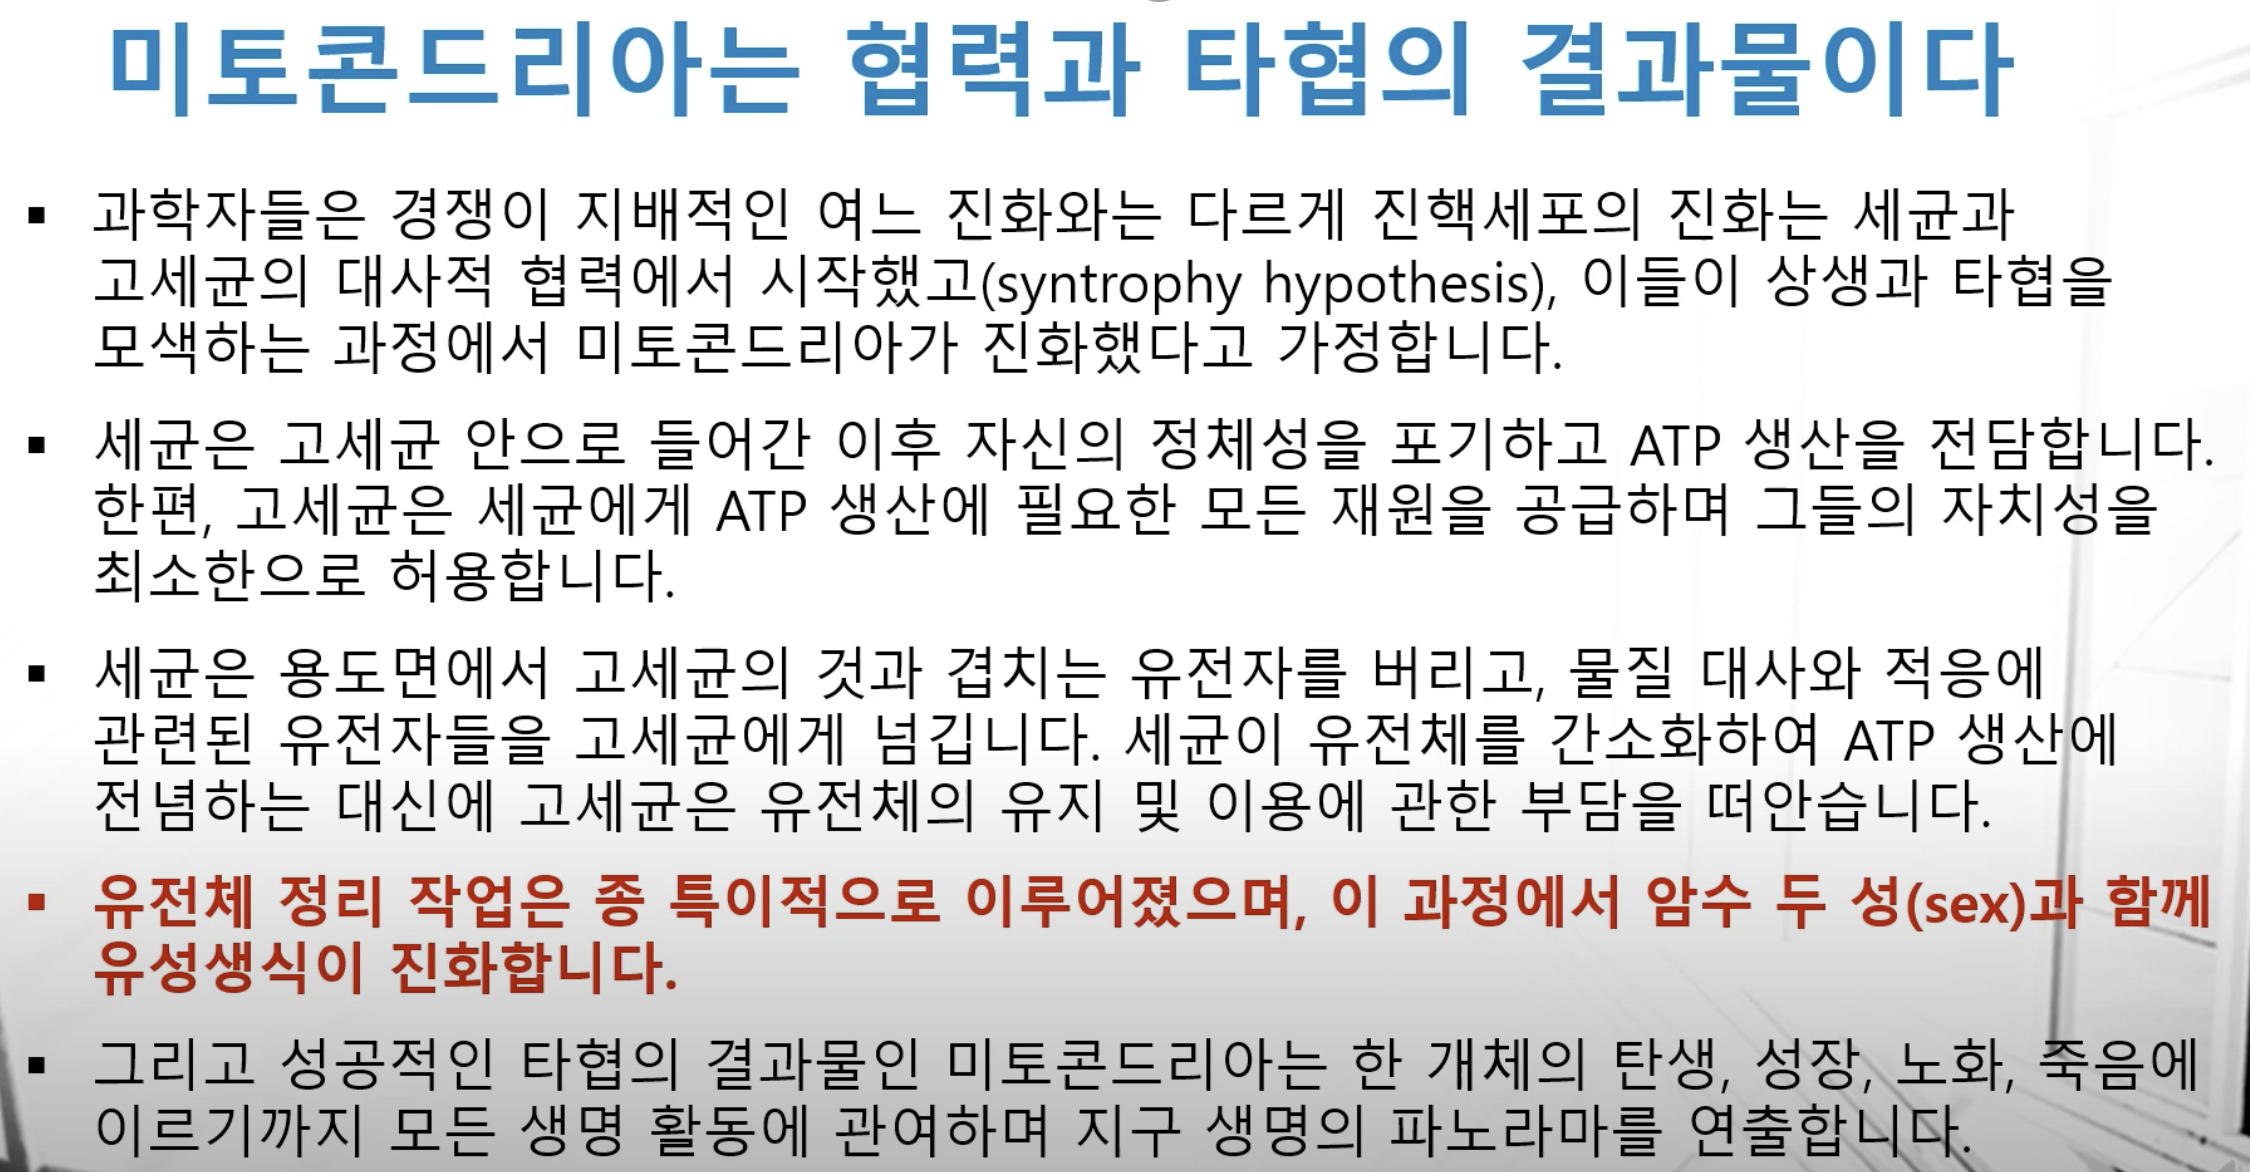 미토콘드리아는 협력과 타협의 결과물이다
▪ 과학자들은 경쟁이 지배적인 여느 진화와는 다르게 진핵세포의 진화는 세균과
고세균의 대사적 협력에서 시작했고(syntrophy hypothesis), 이들이 상생과 타협을
모색하는 과정에서 미토콘드리아가 진화했다고 가정합니다.
▪ 세균은 고세균 안으로 들어간 이후 자신의 정체성을 포기하고 ATP 생산을 전담합니다.
한편, 고세균은 세균에게 ATP 생산에 필요한 모든 재원을 공급하며 그들의 자치성을
최소한으로 허용합니다.
▪ 세균은 용도면에서 고세균의 것과 겹치는 유전자를 버리고, 물질 대사와 적응에
관련된 유전자들을 고세균에게 넘깁니다. 세균이 유전체를 간소화하여 ATP 생산에
전념하는 대신에 고세균은 유전체의 유지 및 이용에 관한 부담을 떠안습니다.
▪ 유전체 정리 작업은 종 특이적으로 이루어졌으며, 이 과정에서 암수 두 성(sex)과 함께
유성생식이 진화합니다.
▪ 그리고 성공적인 타협의 결과물인 미토콘드리아는 한 개체의 탄생, 성장, 노화, 죽음에
이르기까지 모든 생명 활동에 관여하며 지구 생명의 파노라마를 연출합니다.